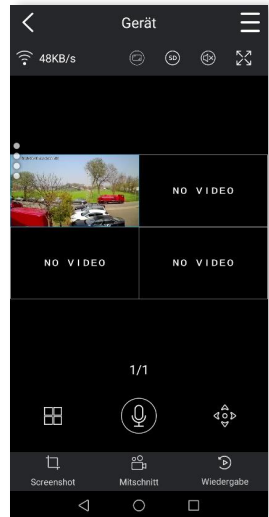 Gerät
48KB/s
SD
NO VIDEO
NO VIDEO
NO VIDEO
1/1
Screenshot
Mitschnitt
Wiedergabe